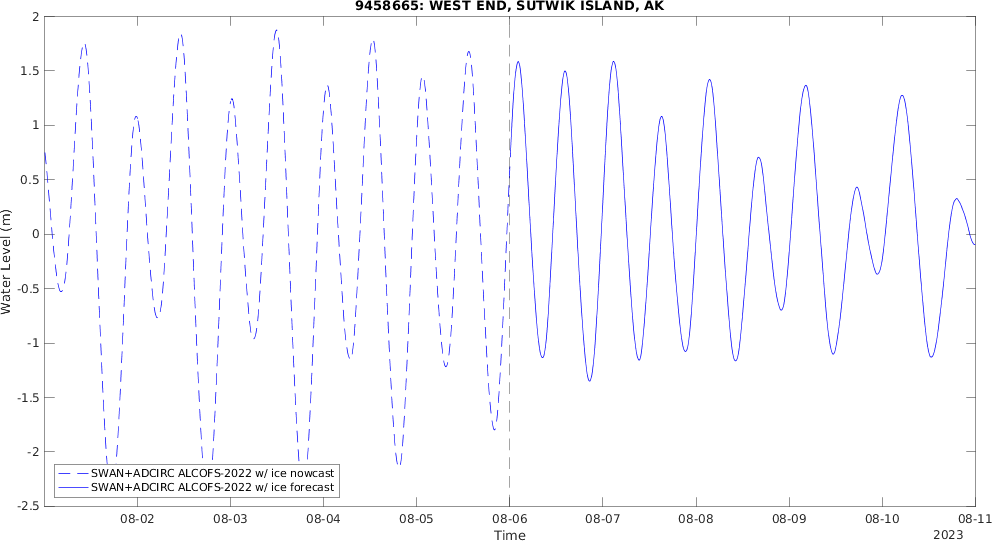 9458665: WEST END, SUTWIK ISLAND, AK
2
1.5
1
0.5
0
-0.5
-1
-1.5
-2
-2.5
Water Level (m)
SWAN+ADCIRC ALCOFS-2022 w/ ice nowcast
SWAN+ADCIRC ALCOFS-2022 w/ ice forecast
08-02 08-03 08-04 08-05 08-06 08-07 08-08 08-09 08-10 08-11
Time
2023